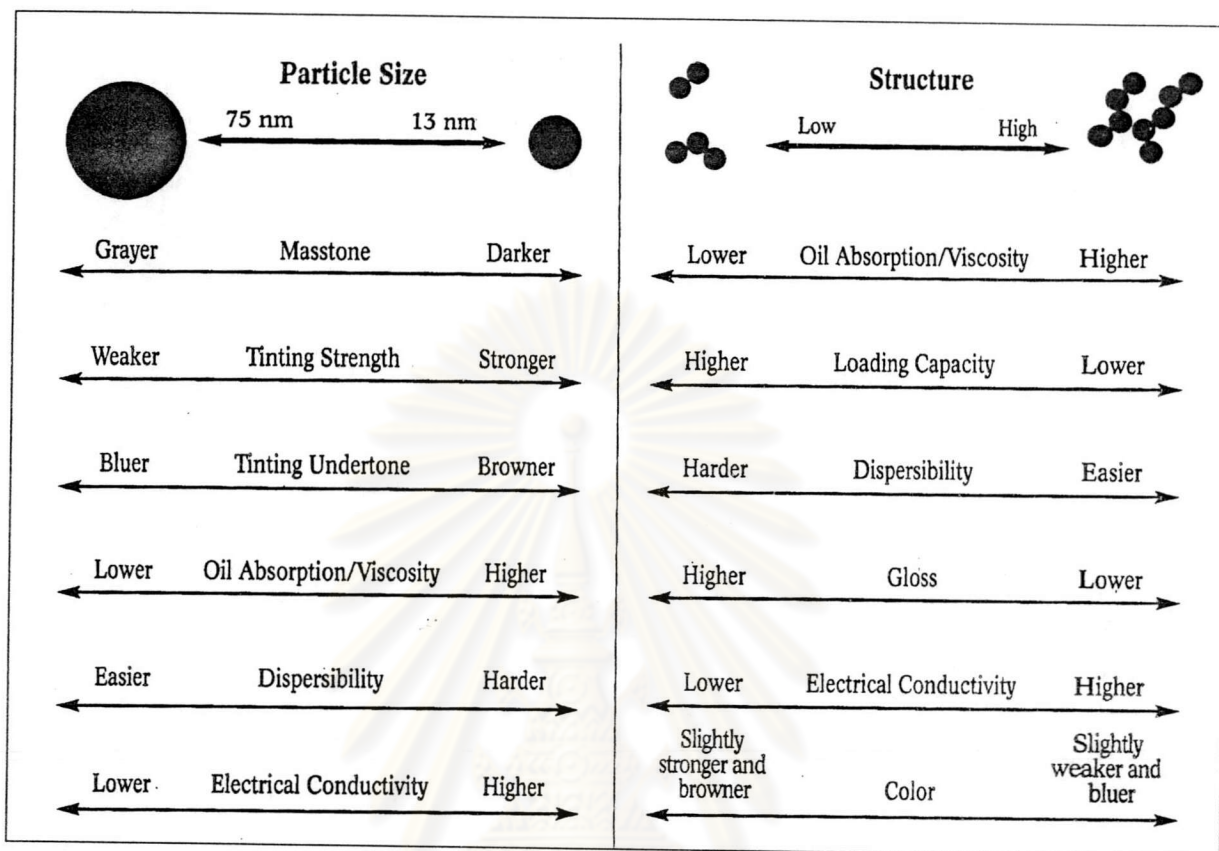 Particle Size
75 nm 13 nm
Grayer Masstone Darker
Weaker Tinting Strength Stronger
Bluer Tinting Undertone Browner
Lower Oil Absorption/Viscosity Higher
Easier Dispersibility Harder
Lower Electrical Conductivity Higher
Structure
Low High
Lower Oil Absorption/Viscosity Higher
Higher Loading Capacity Lower
Harder Dispersibility Easier
Higher Gloss Lower
Lower Electrical Conductivity Higher
Slightly
stronger and
browner
Color
Slightly
weaker and
bluer